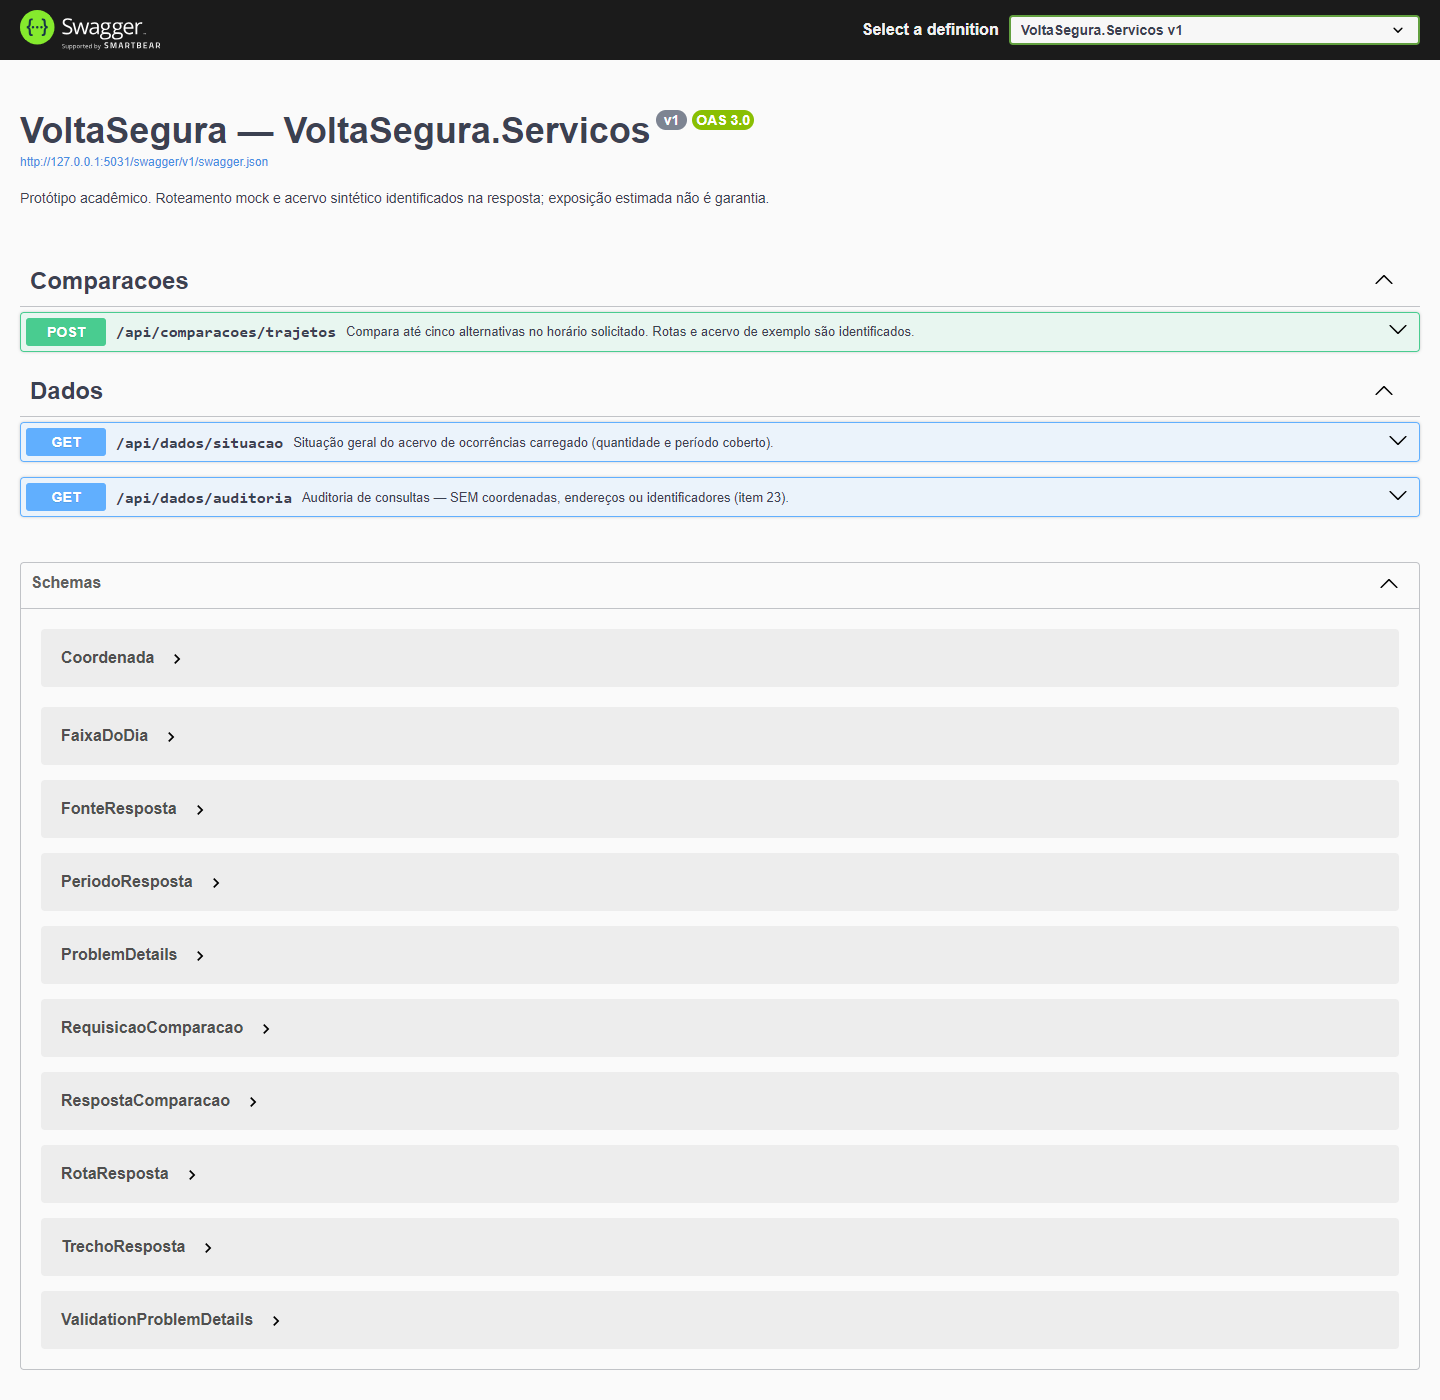 Swagger
Supported by SMARTBEAR
Select a definition
VoltaSegura.Servicos v1
VoltaSegura — VoltaSegura.Servicos v1 OAS 3.0
http://127.0.0.1:5031/swagger/v1/swagger.json
Protótipo acadêmico. Roteamento mock e acervo sintético identificados na resposta; exposição estimada não é garantia.
Comparacoes
POST /api/comparacoes/trajetos Compara até cinco alternativas no horário solicitado. Rotas e acervo de exemplo são identificados.
Dados
GET /api/dados/situacao Situação geral do acervo de ocorrências carregado (quantidade e período coberto).
GET /api/dados/auditoria Auditoria de consultas — SEM coordenadas, endereços ou identificadores (item 23).
Schemas
Coordenada
FaixaDoDia
FonteResposta
PeriodoResposta
ProblemDetails
RequisicaoComparacao
RespostaComparacao
RotaResposta
TrechoResposta
ValidationProblemDetails